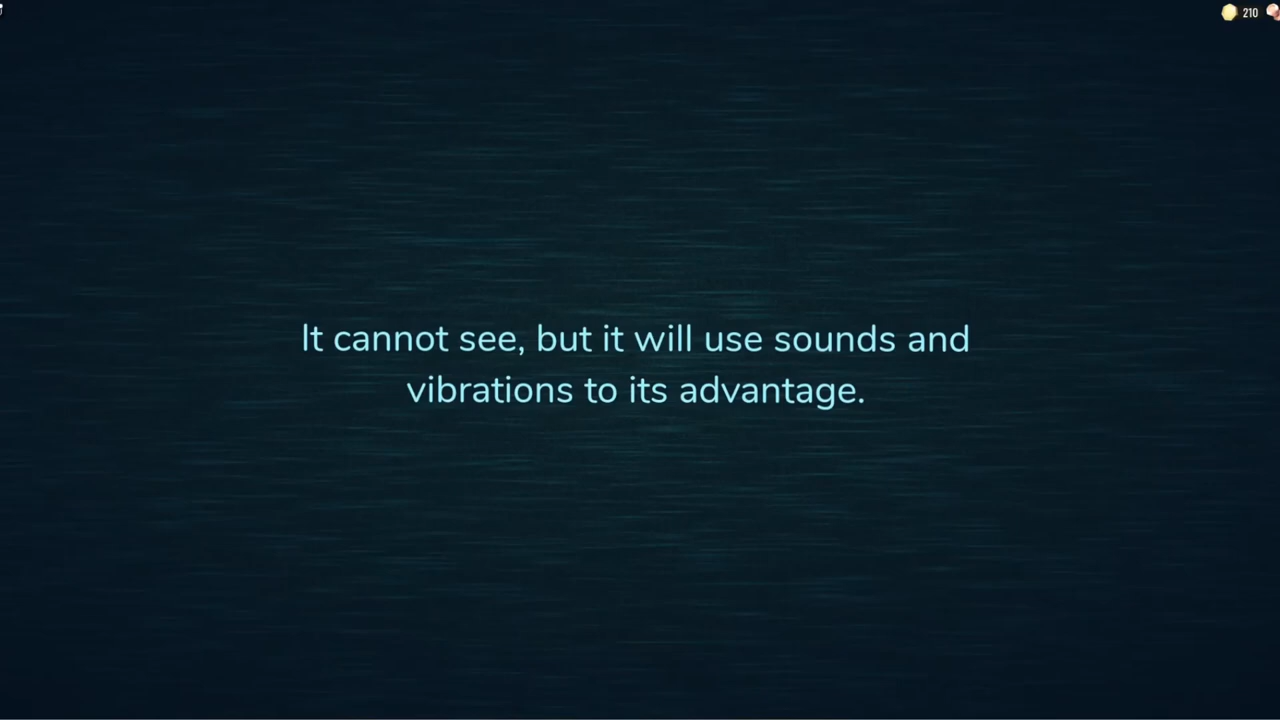 210
It cannot see, but it will use sounds and
vibrations to its advantage.